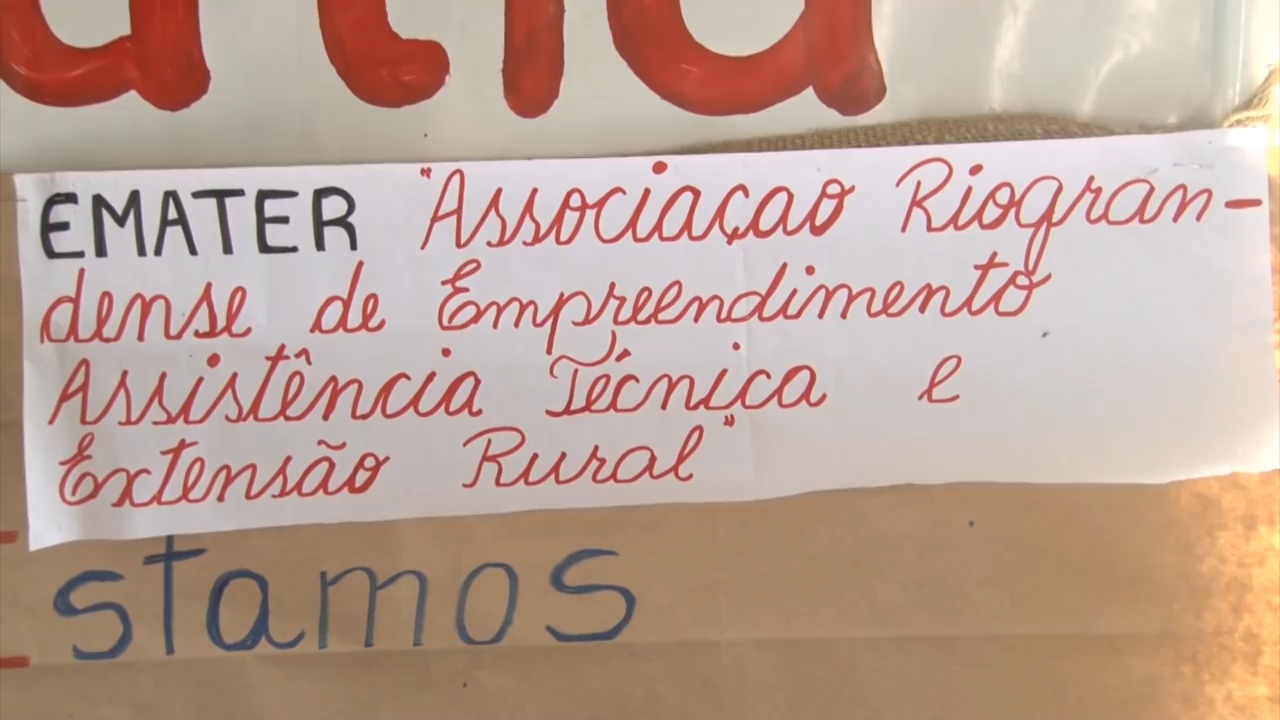 EMATER "Associaçao Riogran-
dense de Empreendimento
Assistência Técnica e
Extensão Rural"
stamos